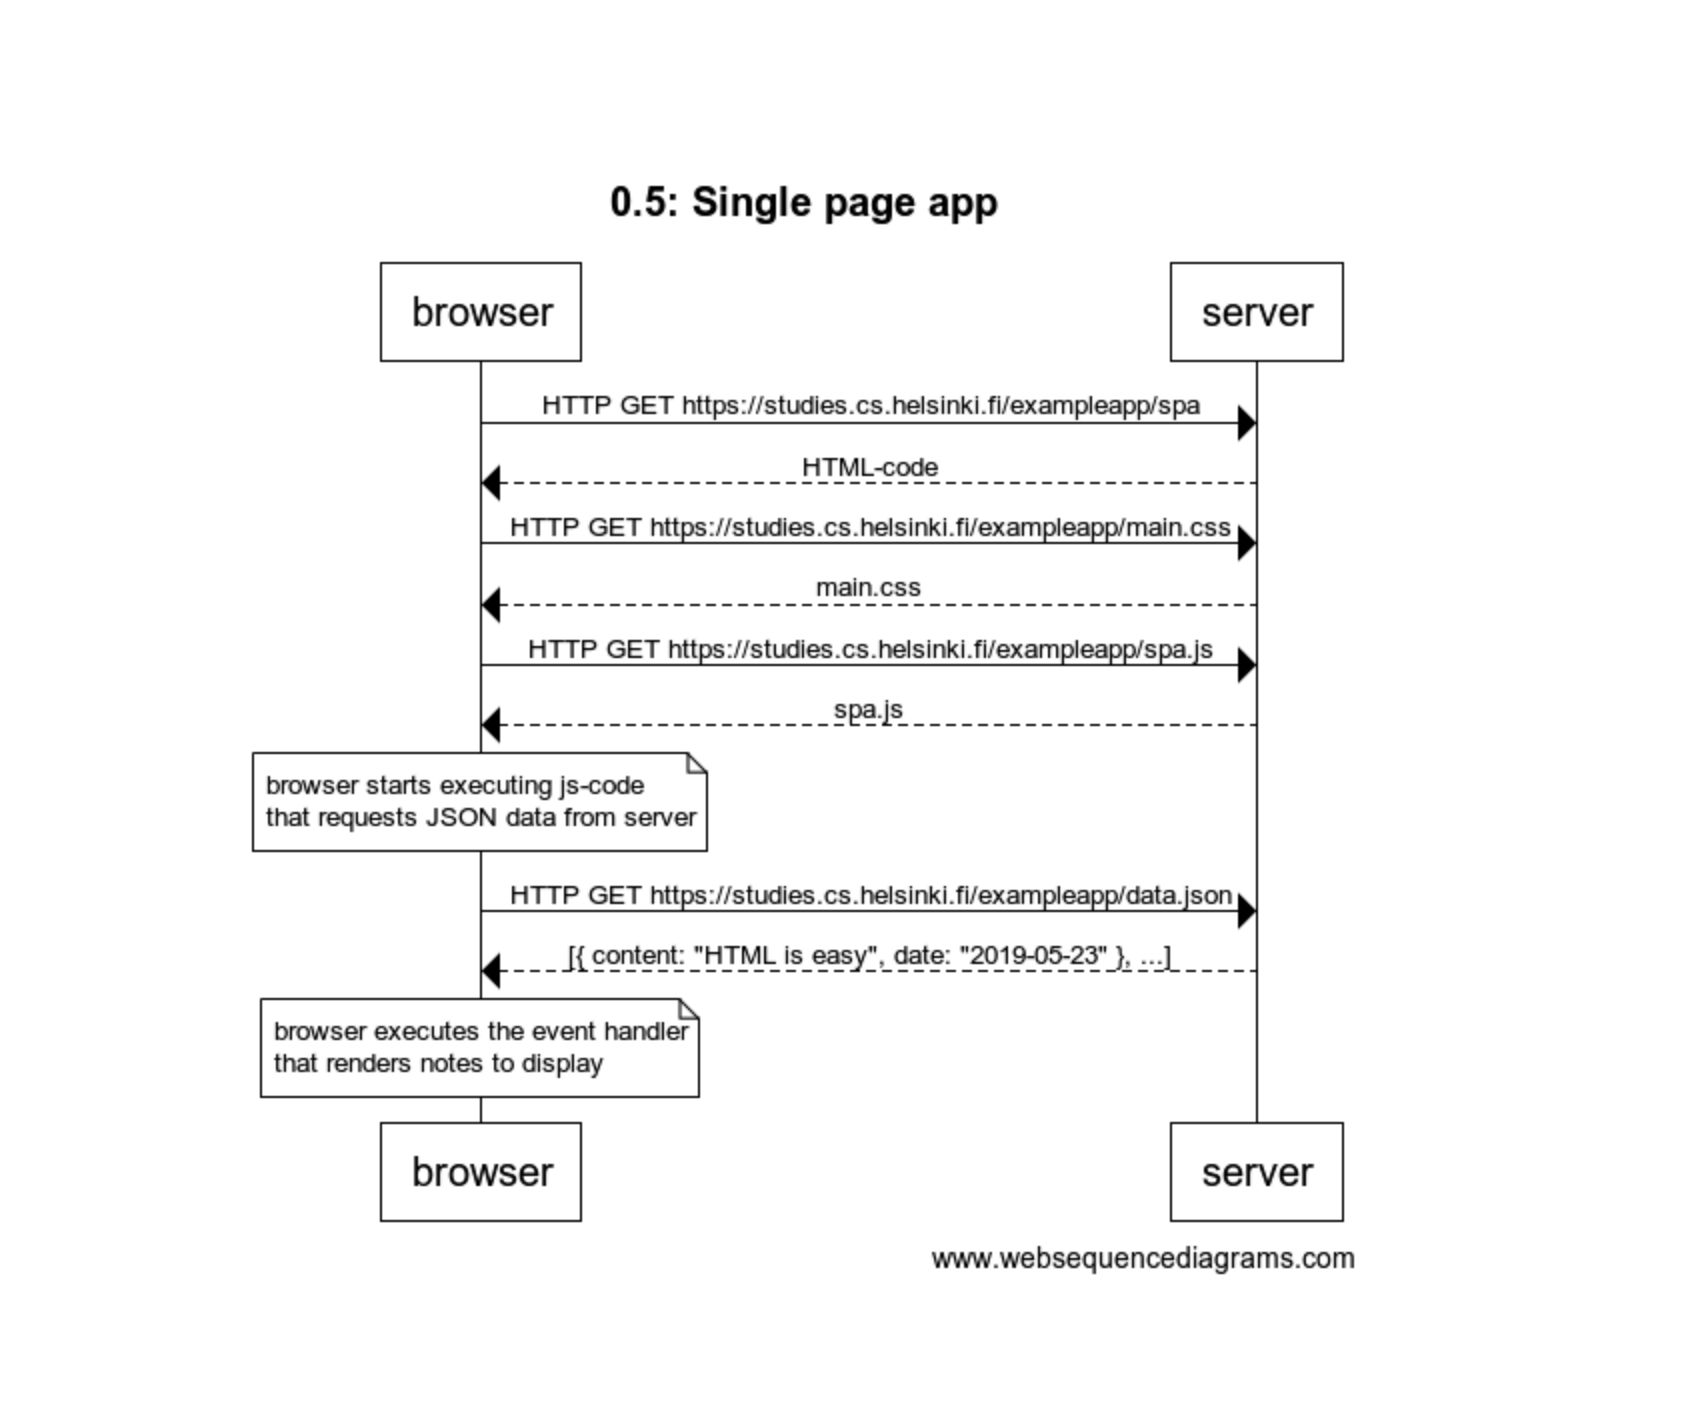 0.5: Single page app
browser
server
HTTP GET https://studies.cs.helsinki.fi/exampleapp/spa
HTML-code
HTTP GET https://studies.cs.helsinki.fi/exampleapp/main.css
main.css
HTTP GET https://studies.cs.helsinki.fi/exampleapp/spa.js
spa.js
browser starts executing js-code
that requests JSON data from server
HTTP GET https://studies.cs.helsinki.fi/exampleapp/data.json
[{ content: "HTML is easy", date: "2019-05-23" }, ...]
browser executes the event handler
that renders notes to display
browser
server
www.websequencediagrams.com